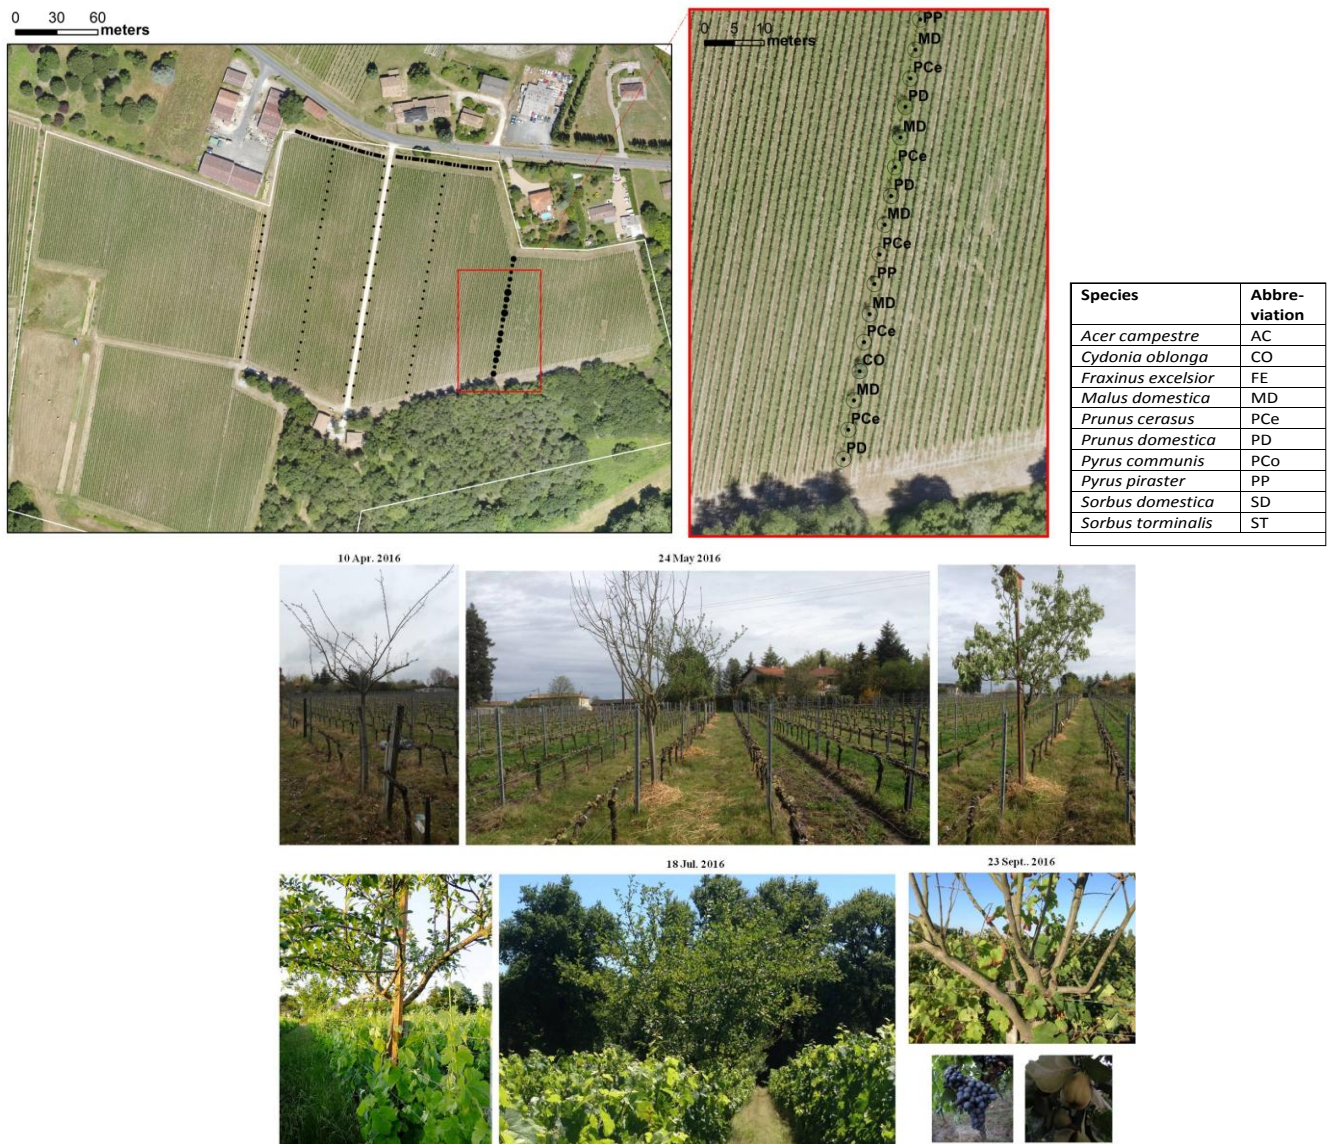 0 30 60
meters
0 5 10
meters
PP
MD
PCe
PD
MD
PCe
PD
MD
PCe
PP
MD
PCe
CO
MD
PCe
PD
Species Abbre-
viation
Acer campestre AC
Cydonia oblonga CO
Fraxinus excelsior FE
Malus domestica MD
Prunus cerasus PCe
Prunus domestica PD
Pyrus communis PCo
Pyrus piraster PP
Sorbus domestica SD
Sorbus torminalis ST
10 Apr. 2016
24 May 2016
18 Jul. 2016
23 Sept.. 2016